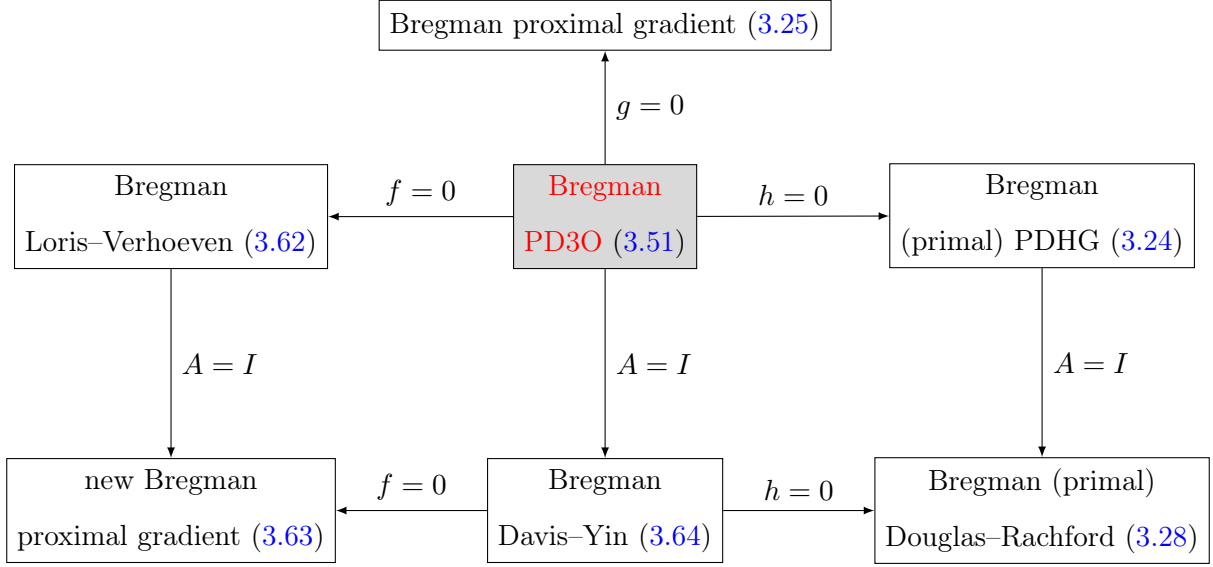 Bregman proximal gradient (3.25)
g = 0
Bregman
Loris–Verhoeven (3.62)
f = 0
Bregman
PD3O (3.51)
h = 0
Bregman
(primal) PDHG (3.24)
A = I
A = I
A = I
new Bregman
proximal gradient (3.63)
f = 0
Bregman
Davis–Yin (3.64)
h = 0
Bregman (primal)
Douglas–Rachford (3.28)